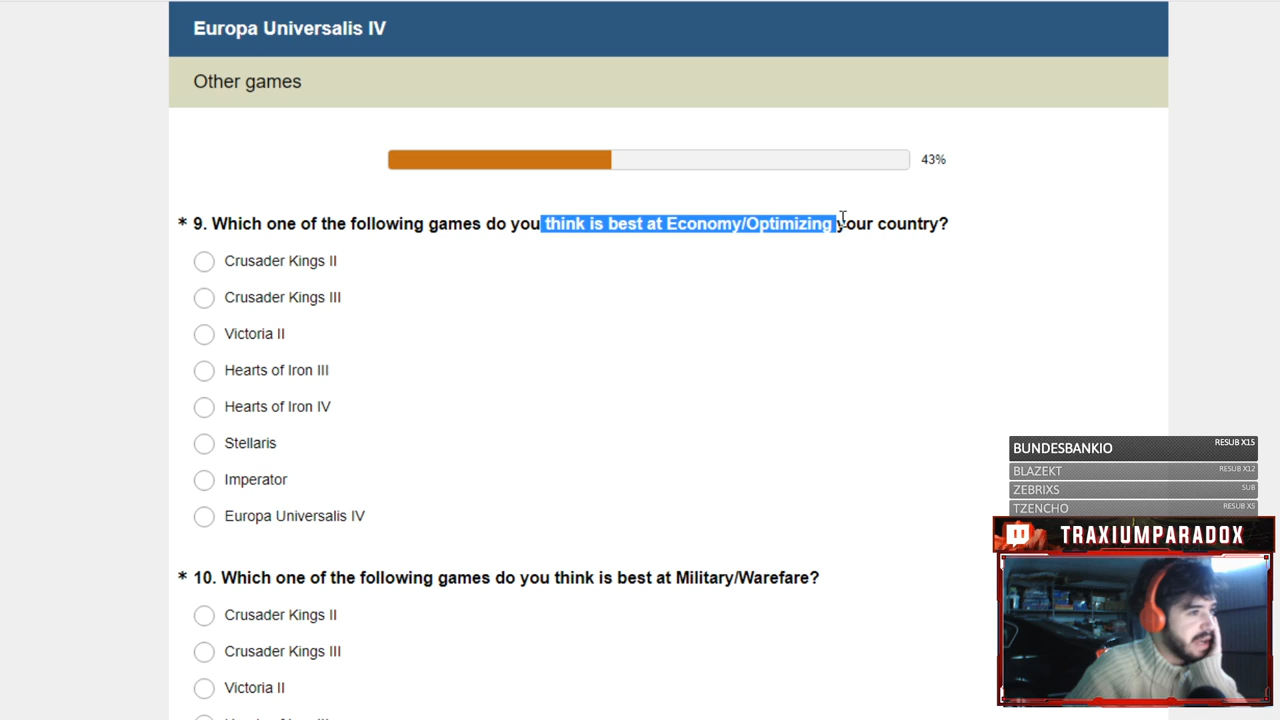 Europa Universalis IV
Other games
43%
* 9. Which one of the following games do you think is best at Economy/Optimizing your country?
Crusader Kings II
Crusader Kings III
Victoria II
Hearts of Iron III
Hearts of Iron IV
Stellaris
Imperator
Europa Universalis IV
* 10. Which one of the following games do you think is best at Military/Warefare?
Crusader Kings II
Crusader Kings III
Victoria II
BUNDESBANKIO RESUB X15
BLAZEKT RESUB X12
ZEBRIXS SUB
TZENCHO RESUB X5
TRAXIUMPARADOX